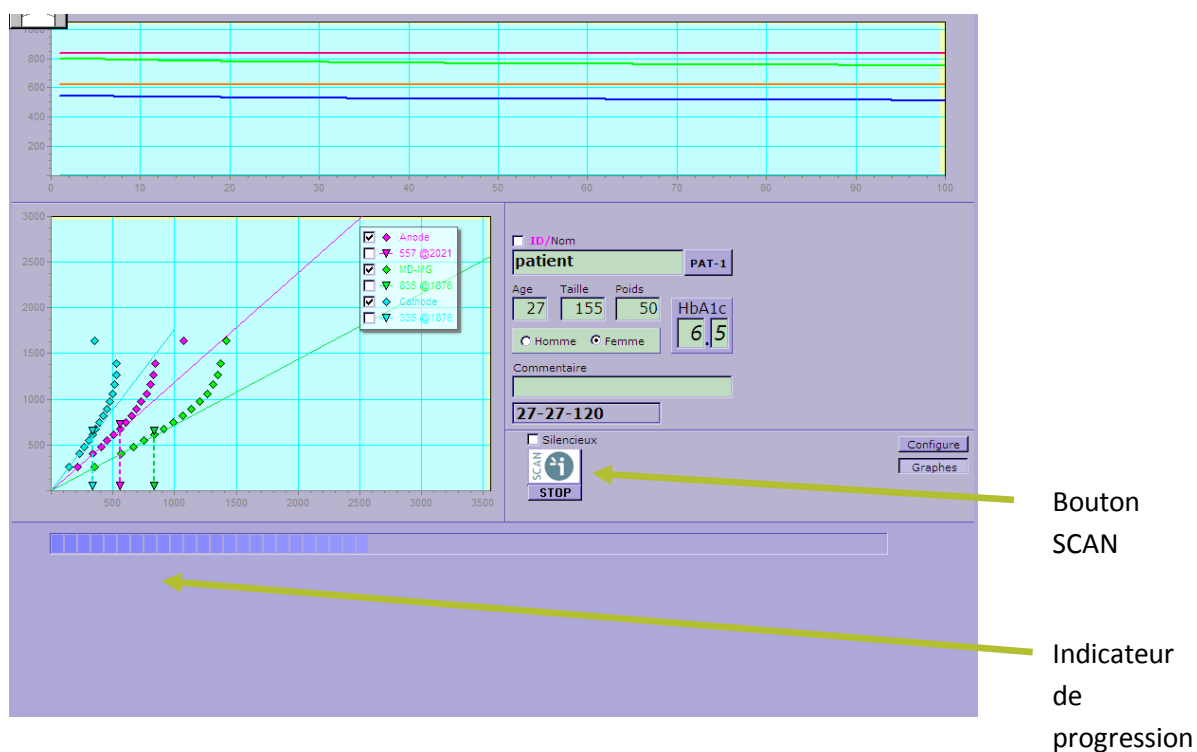 1000
800
600
400
200
0 10 20 30 40 50 60 70 80 90 100
3000
2500
2000
1500
1000
500
500 1000 1500 2000 2500 3000 3500
Anode
557 @2021
MD-MG
835 @1876
Cathode
335 @1876
ID/Nom
patient PAT-1
Age Taille Poids
27 155 50
HbA1c
6.5
Homme Femme
Commentaire
27-27-120
Silencieux
SCAN
STOP
Configure
Graphes
Bouton
SCAN
Indicateur
de
progression